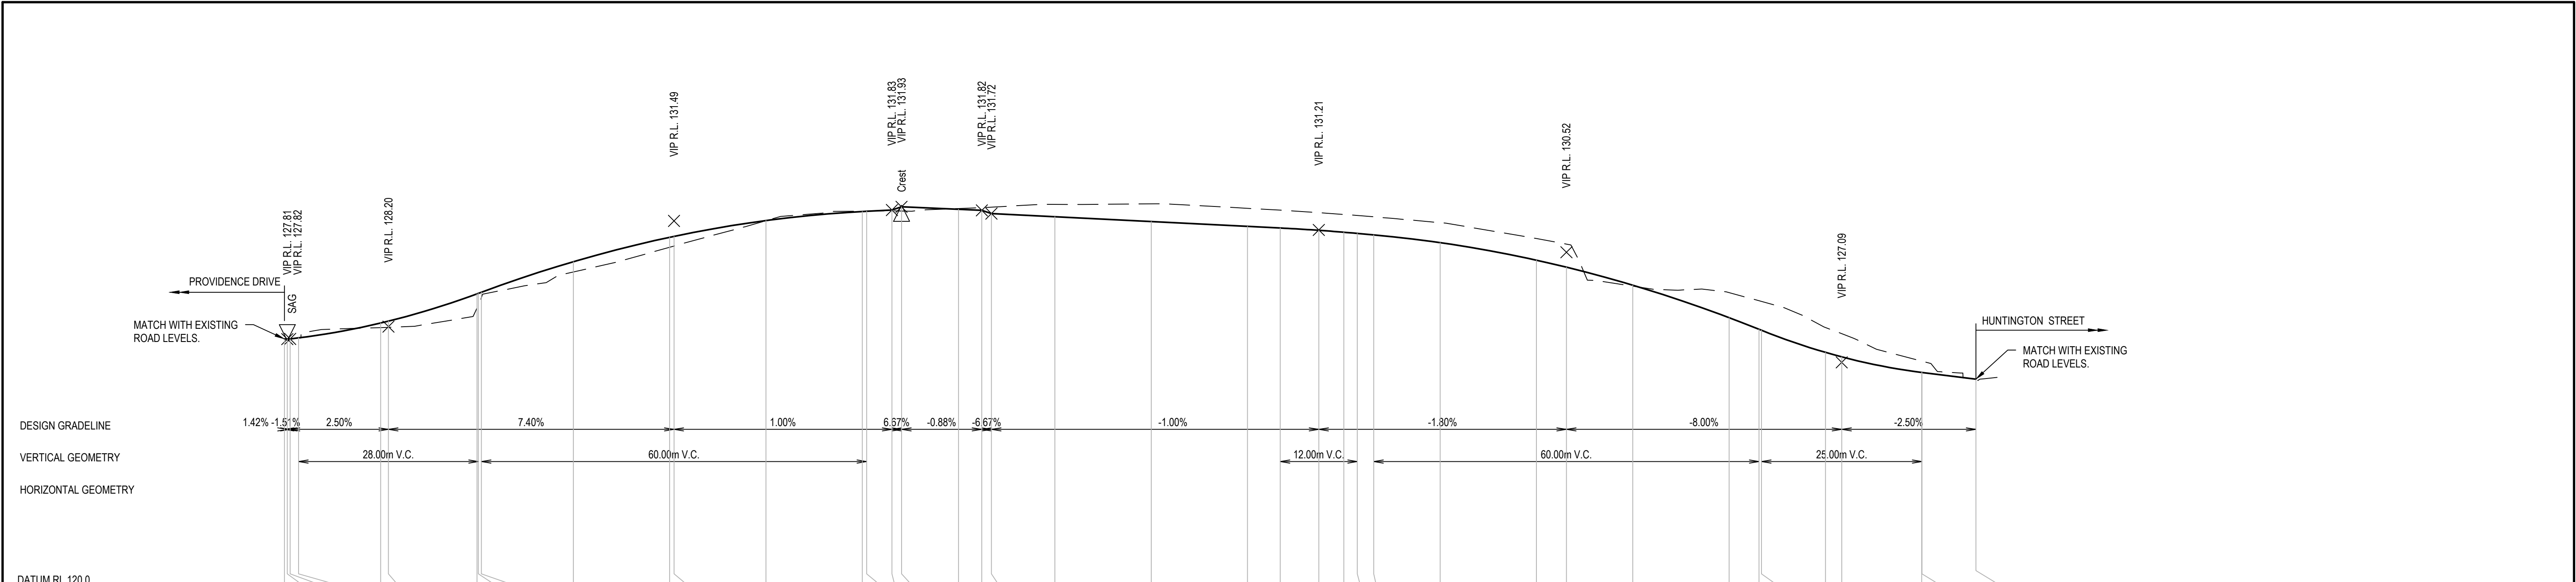 VIP R.L. 127.81
VIP R.L. 127.82
VIP R.L. 128.20
VIP R.L. 131.49
VIP R.L. 131.83
VIP R.L. 131.93
VIP R.L. 131.82
VIP R.L. 131.72
VIP R.L. 131.21
VIP R.L. 130.52
VIP R.L. 127.09
Crest
SAG
PROVIDENCE DRIVE
MATCH WITH EXISTING
ROAD LEVELS.
HUNTINGTON STREET
MATCH WITH EXISTING
ROAD LEVELS.
DESIGN GRADELINE
1.42% -1.51% 2.50% 7.40% 1.00% 6.67% -0.88% -6.67% -1.00% -1.80% -8.00% -2.50%
VERTICAL GEOMETRY
28.00m V.C. 60.00m V.C. 12.00m V.C. 60.00m V.C. 25.00m V.C.
HORIZONTAL GEOMETRY
DATUM RL 120.0